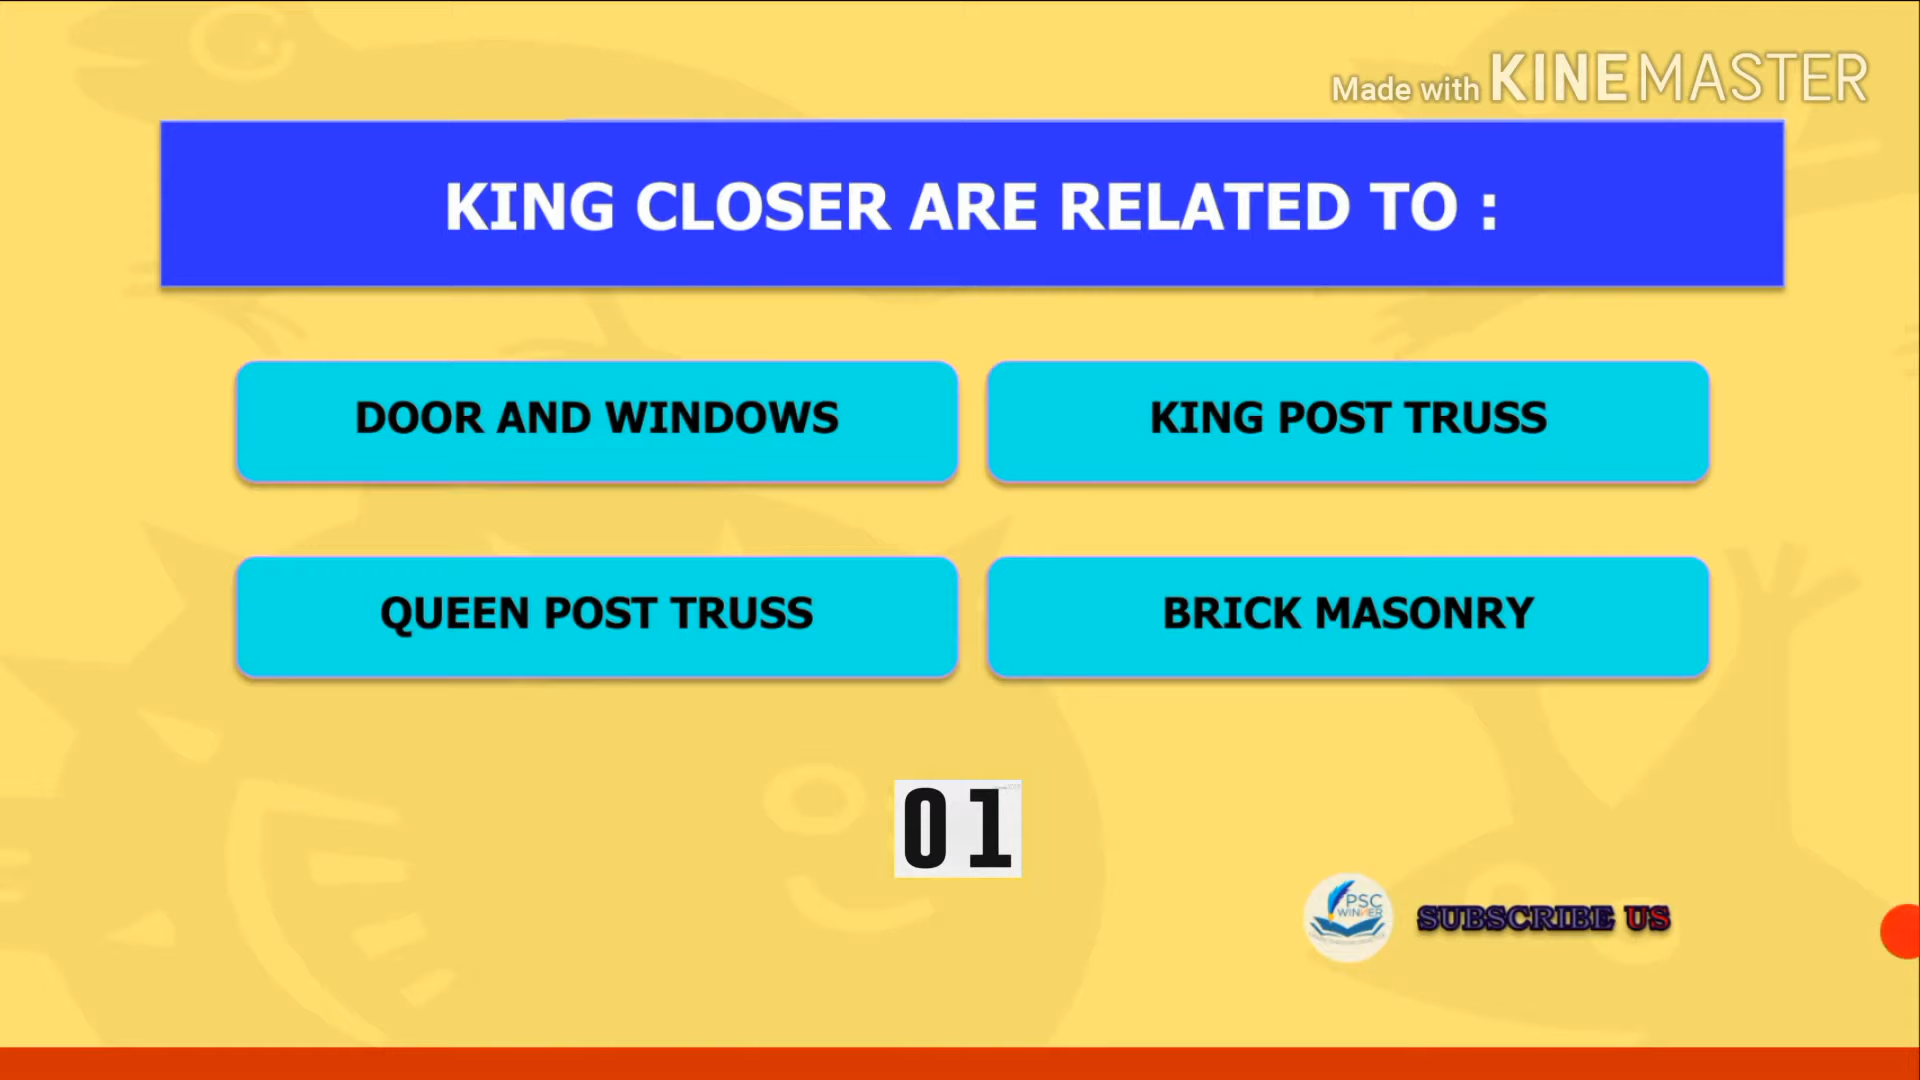 Made with KINEMASTER
KING CLOSER ARE RELATED TO :
DOOR AND WINDOWS
KING POST TRUSS
QUEEN POST TRUSS
BRICK MASONRY
01
PSC
WINNER
SUBSCRIBE US